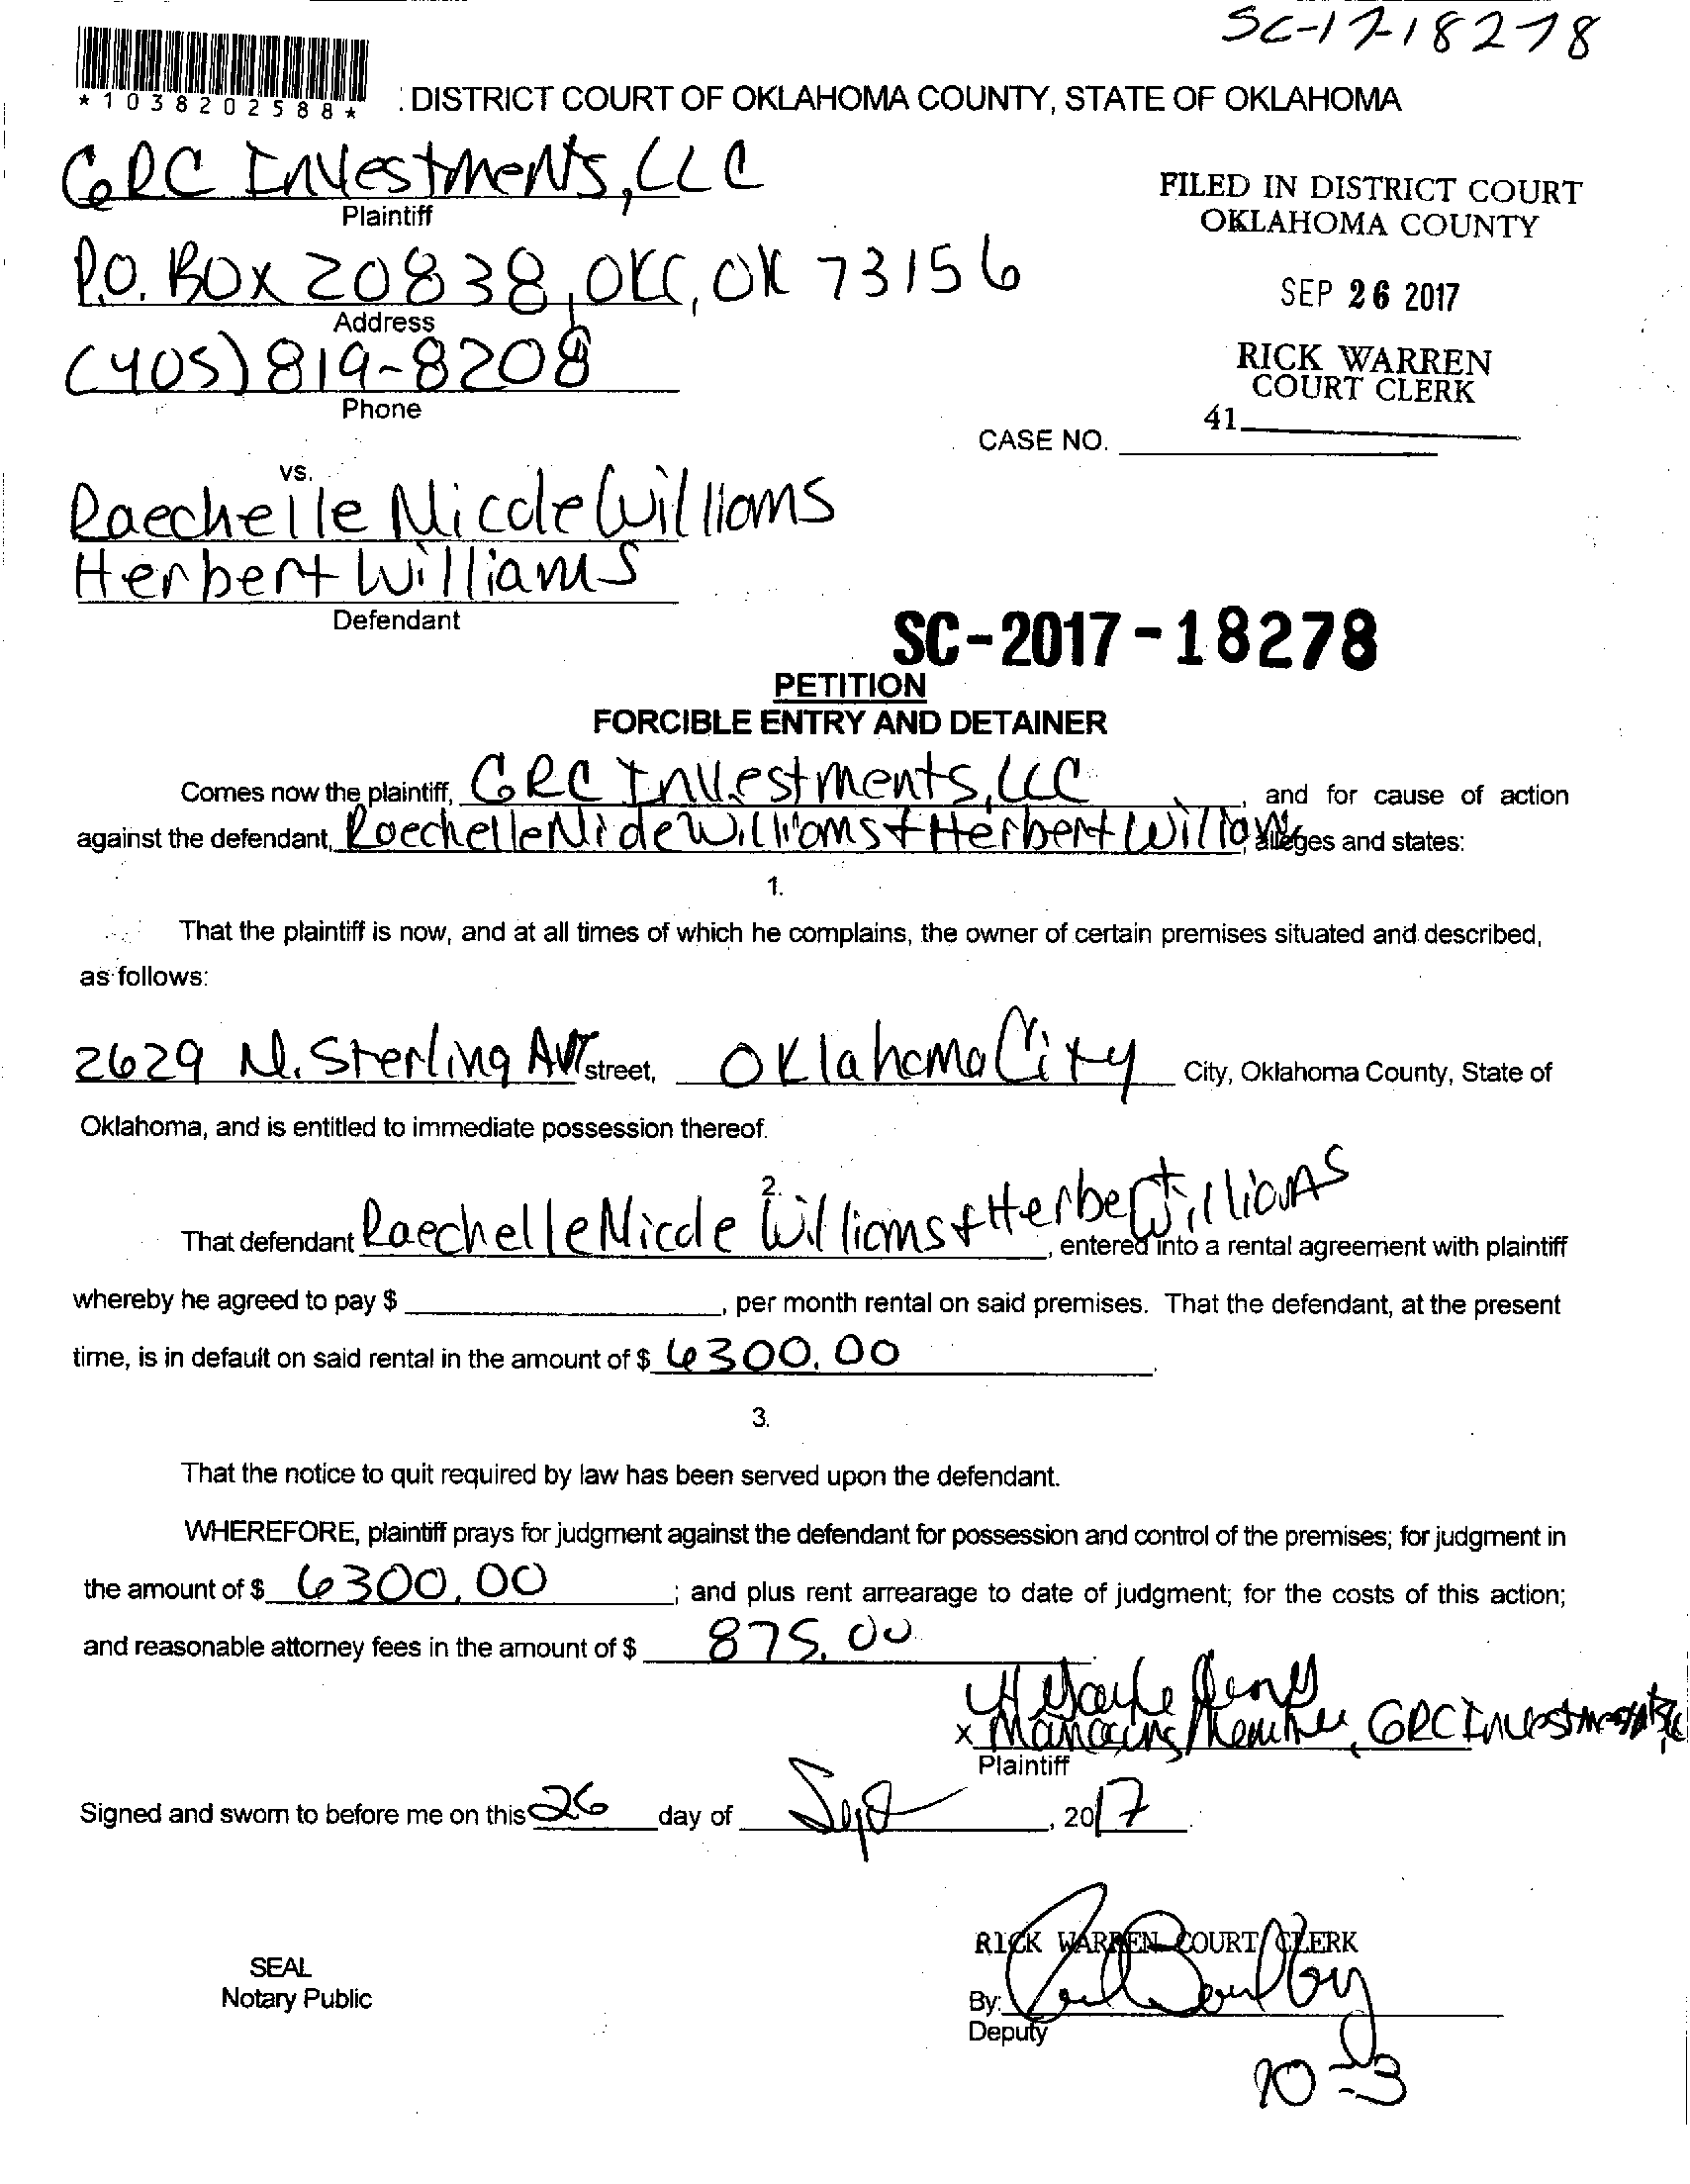 SC-17-18278
*1038202588*
: DISTRICT COURT OF OKLAHOMA COUNTY, STATE OF OKLAHOMA
GRC Investments, LLC
Plaintiff
FILED IN DISTRICT COURT
OKLAHOMA COUNTY
P.O. Box 20838, OKC, OK 73156
Address
SEP 26 2017
(405) 819-8208
Phone
RICK WARREN
COURT CLERK
41
CASE NO.
vs.
Raechelle Nicole Williams
Herbert Williams
Defendant
SC-2017-18278
PETITION
FORCIBLE ENTRY AND DETAINER
Comes now the plaintiff, GRC Investments, LLC, and for cause of action
against the defendant, Raechelle Nicole Williams + Herbert Williams, alleges and states:
1.
That the plaintiff is now, and at all times of which he complains, the owner of certain premises situated and described,
as follows:
2629 N. Sterling Ave street, Oklahoma City City, Oklahoma County, State of
Oklahoma, and is entitled to immediate possession thereof.
2.
That defendant Raechelle Nicole Williams + Herbert Williams, entered into a rental agreement with plaintiff
whereby he agreed to pay $ , per month rental on said premises. That the defendant, at the present
time, is in default on said rental in the amount of $ 6300.00.
3.
That the notice to quit required by law has been served upon the defendant.
WHEREFORE, plaintiff prays for judgment against the defendant for possession and control of the premises; for judgment in
the amount of $ 6300.00 ; and plus rent arrearage to date of judgment; for the costs of this action;
and reasonable attorney fees in the amount of $ 875.00.
x Managing Member, GRC Investments, LLC
Plaintiff
Signed and sworn to before me on this 26 day of Sept, 2017.
RICK WARREN COURT CLERK
SEAL
Notary Public
By:
Deputy